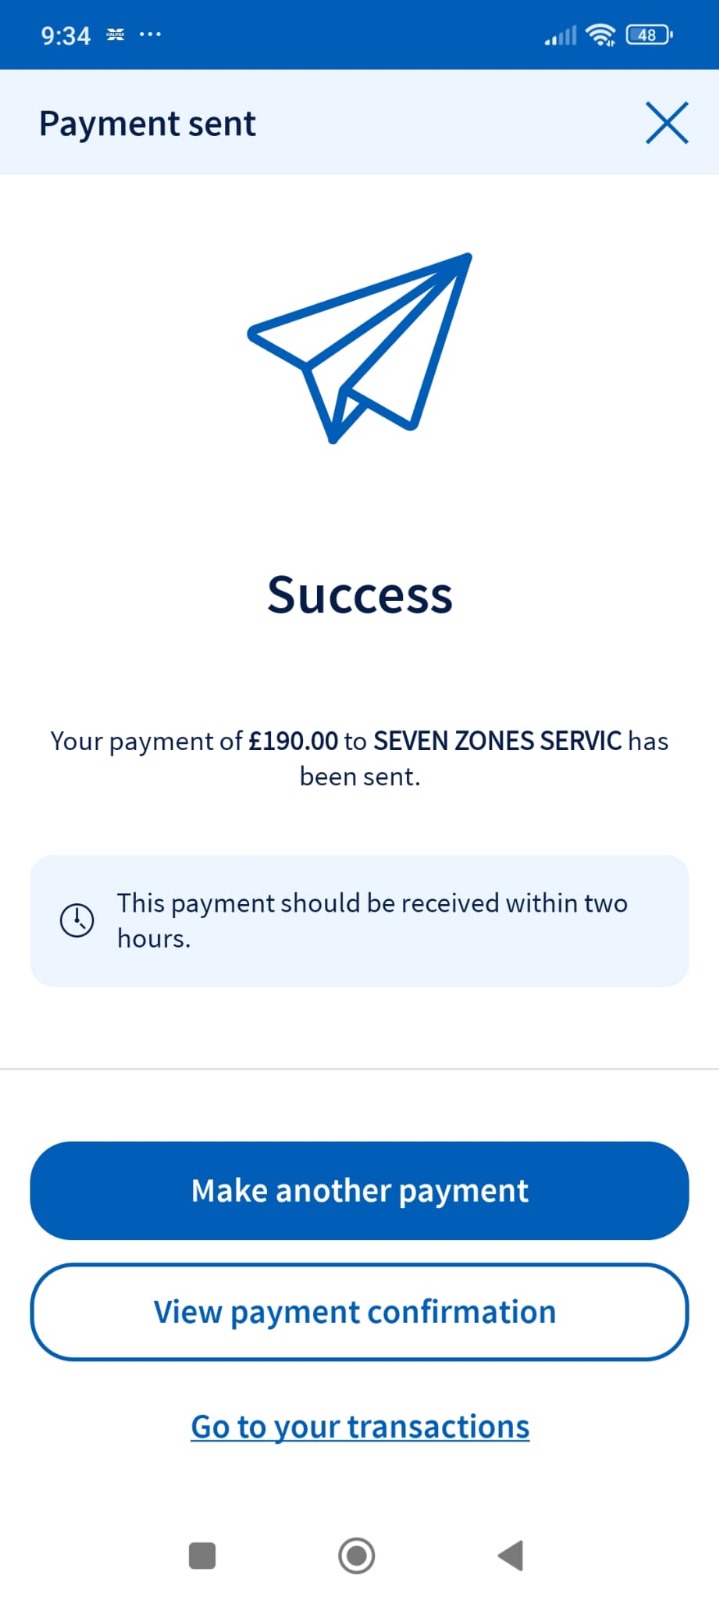 9:34
48
Payment sent
Success
Your payment of £190.00 to SEVEN ZONES SERVIC has
been sent.
This payment should be received within two
hours.
Make another payment
View payment confirmation
Go to your transactions